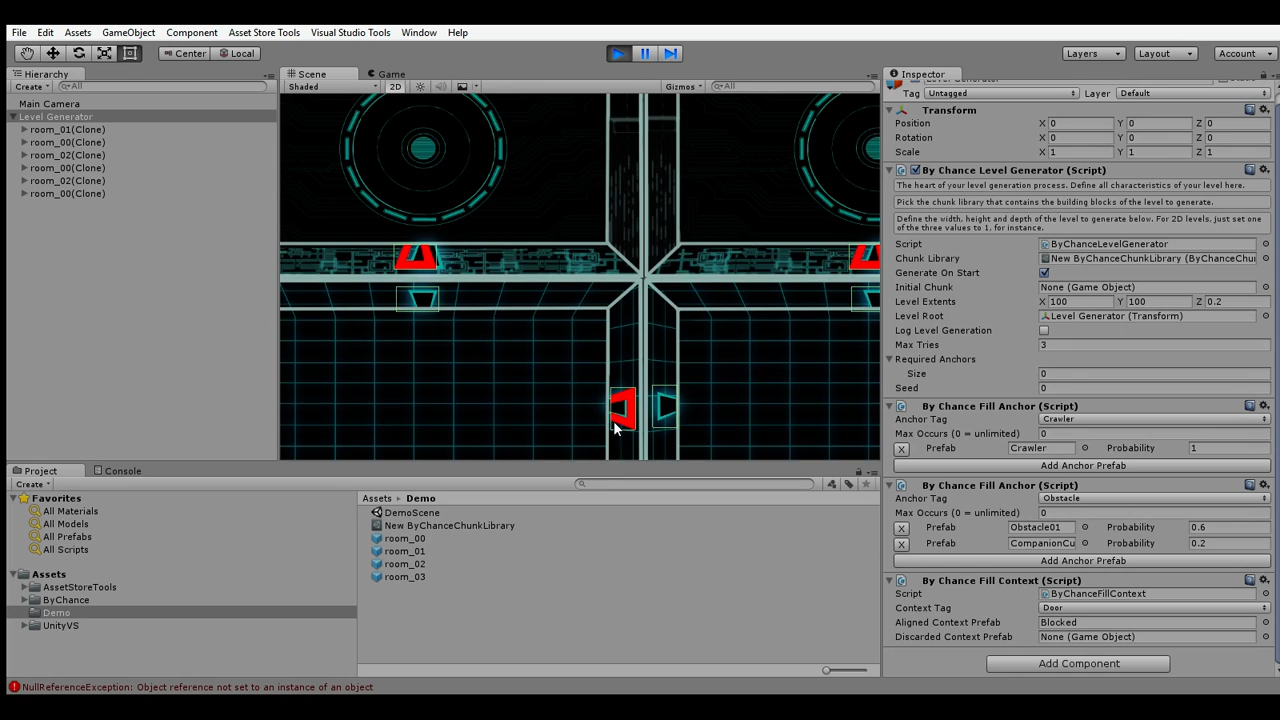 File Edit Assets GameObject Component Asset Store Tools Visual Studio Tools Window Help
Center Local Layers Layout Account
Hierarchy
Create All
Main Camera
Level Generator
room_01(Clone)
room_00(Clone)
room_02(Clone)
room_00(Clone)
room_02(Clone)
room_00(Clone)
Scene Game
Shaded 2D Gizmos All
Inspector
Tag Untagged Layer Default
Transform
Position X 0 Y 0 Z 0
Rotation X 0 Y 0 Z 0
Scale X 1 Y 1 Z 1
By Chance Level Generator (Script)
The heart of your level generation process. Define all characteristics of your level here.
Pick the chunk library that contains the building blocks of the level to generate.
Define the width, height and depth of the level to generate below. For 2D levels, just set one
of the three values to 1, for instance.
Script ByChanceLevelGenerator
Chunk Library New ByChanceChunkLibrary (ByChanceChu
Generate On Start
Initial Chunk None (Game Object)
Level Extents X 100 Y 100 Z 0.2
Level Root Level Generator (Transform)
Log Level Generation
Max Tries 3
Required Anchors
Size 0
Seed 0
By Chance Fill Anchor (Script)
Anchor Tag Crawler
Max Occurs (0 = unlimited) 0
X Prefab Crawler Probability 1
Add Anchor Prefab
By Chance Fill Anchor (Script)
Anchor Tag Obstacle
Max Occurs (0 = unlimited) 0
X Prefab Obstacle01 Probability 0.6
X Prefab CompanionCu Probability 0.2
Add Anchor Prefab
By Chance Fill Context (Script)
Script ByChanceFillContext
Context Tag Door
Aligned Context Prefab Blocked
Discarded Context Prefab None (Game Object)
Add Component
Project Console
Create
Favorites
All Materials
All Models
All Prefabs
All Scripts
Assets
AssetStoreTools
ByChance
Demo
UnityVS
Assets Demo
DemoScene
New ByChanceChunkLibrary
room_00
room_01
room_02
room_03
NullReferenceException: Object reference not set to an instance of an object